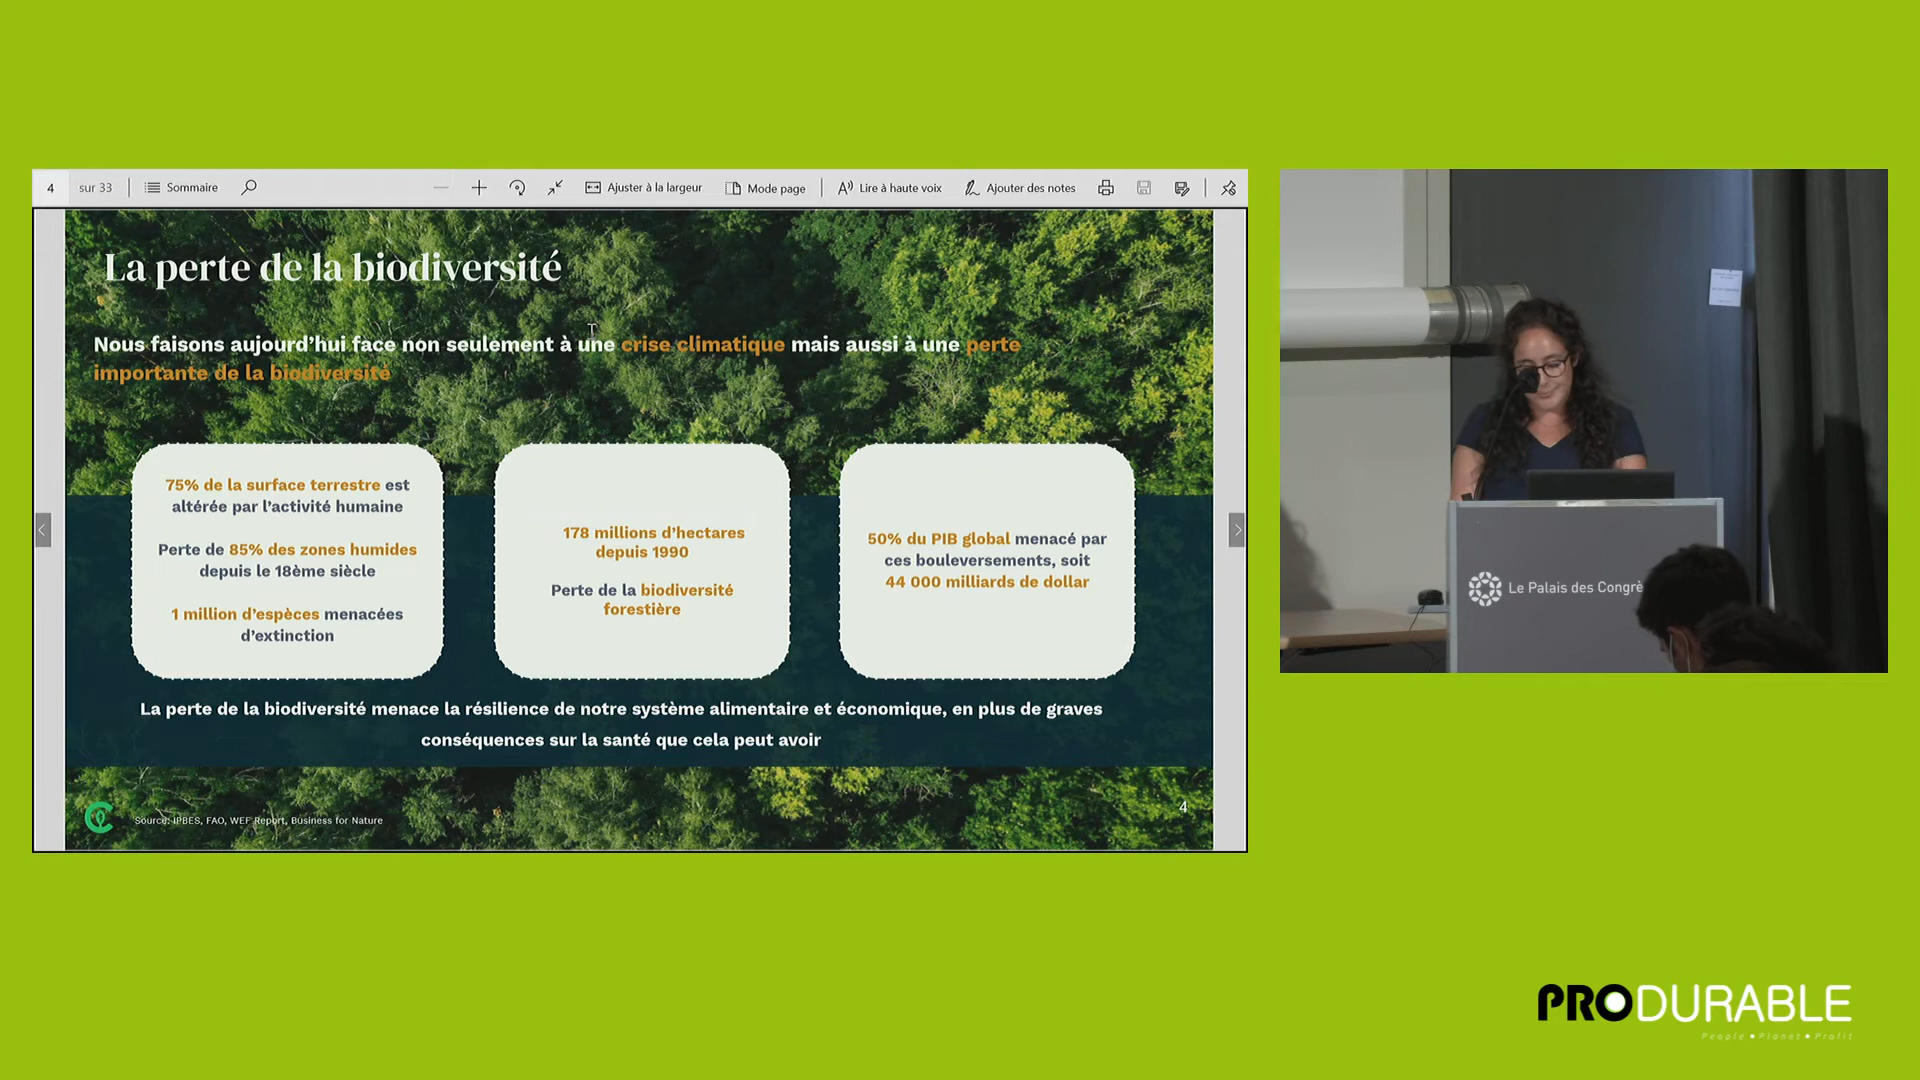 4 sur 33 Sommaire Ajuster à la largeur Mode page Lire à haute voix Ajouter des notes
La perte de la biodiversité
Nous faisons aujourd’hui face non seulement à une crise climatique mais aussi à une perte
importante de la biodiversité
75% de la surface terrestre est
altérée par l’activité humaine
Perte de 85% des zones humides
depuis le 18ème siècle
1 million d’espèces menacées
d’extinction
178 millions d’hectares
depuis 1990
Perte de la biodiversité
forestière
50% du PIB global menacé par
ces bouleversements, soit
44 000 milliards de dollar
La perte de la biodiversité menace la résilience de notre système alimentaire et économique, en plus de graves
conséquences sur la santé que cela peut avoir
Source: IPBES, FAO, WEF Report, Business for Nature
4
Le Palais des Congrè
PRODURABLE
People • Planet • Profit